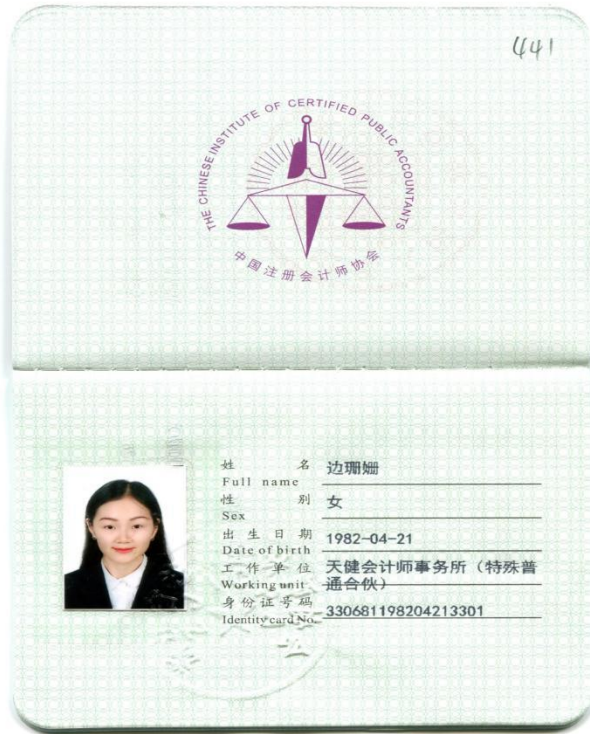 441
THE CHINESE INSTITUTE OF CERTIFIED PUBLIC ACCOUNTANTS
中国注册会计师协会
姓 名 边珊姗
Full name
性 别 女
Sex
出生日期 1982-04-21
Date of birth
工作单位 天健会计师事务所（特殊普
Working unit 通合伙）
身份证号码 330681198204213301
Identity card No.